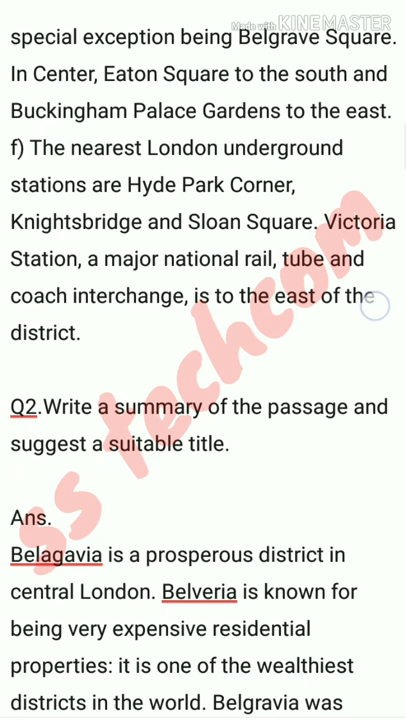 Made with KINEMASTER
special exception being Belgrave Square.
In Center, Eaton Square to the south and
Buckingham Palace Gardens to the east.
f) The nearest London underground
stations are Hyde Park Corner,
Knightsbridge and Sloan Square. Victoria
Station, a major national rail, tube and
coach interchange, is to the east of the
district.
Q2.Write a summary of the passage and
suggest a suitable title.
Ans.
Belagavia is a prosperous district in
central London. Belveria is known for
being very expensive residential
properties: it is one of the wealthiest
districts in the world. Belgravia was
ss techcom